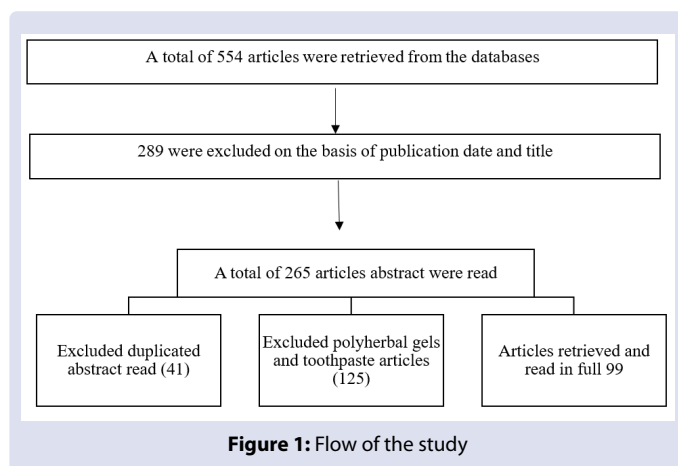 A total of 554 articles were retrieved from the databases
289 were excluded on the basis of publication date and title
A total of 265 articles abstract were read
Excluded duplicated
abstract read (41)
Excluded polyherbal gels
and toothpaste articles
(125)
Articles retrieved and
read in full 99
Figure 1: Flow of the study